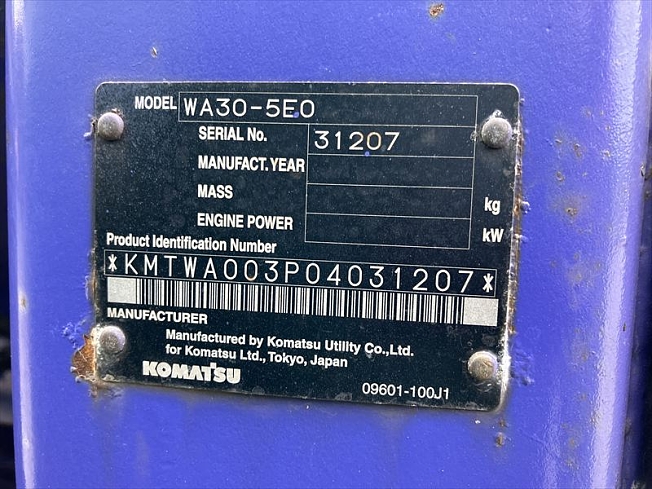 MODEL WA30-5E0
SERIAL No. 31207
MANUFACT. YEAR
MASS kg
ENGINE POWER kW
Product Identification Number
*KMTWA003P04031207*
MANUFACTURER
Manufactured by Komatsu Utility Co.,Ltd.
for Komatsu Ltd., Tokyo, Japan
KOMATSU
09601-100J1